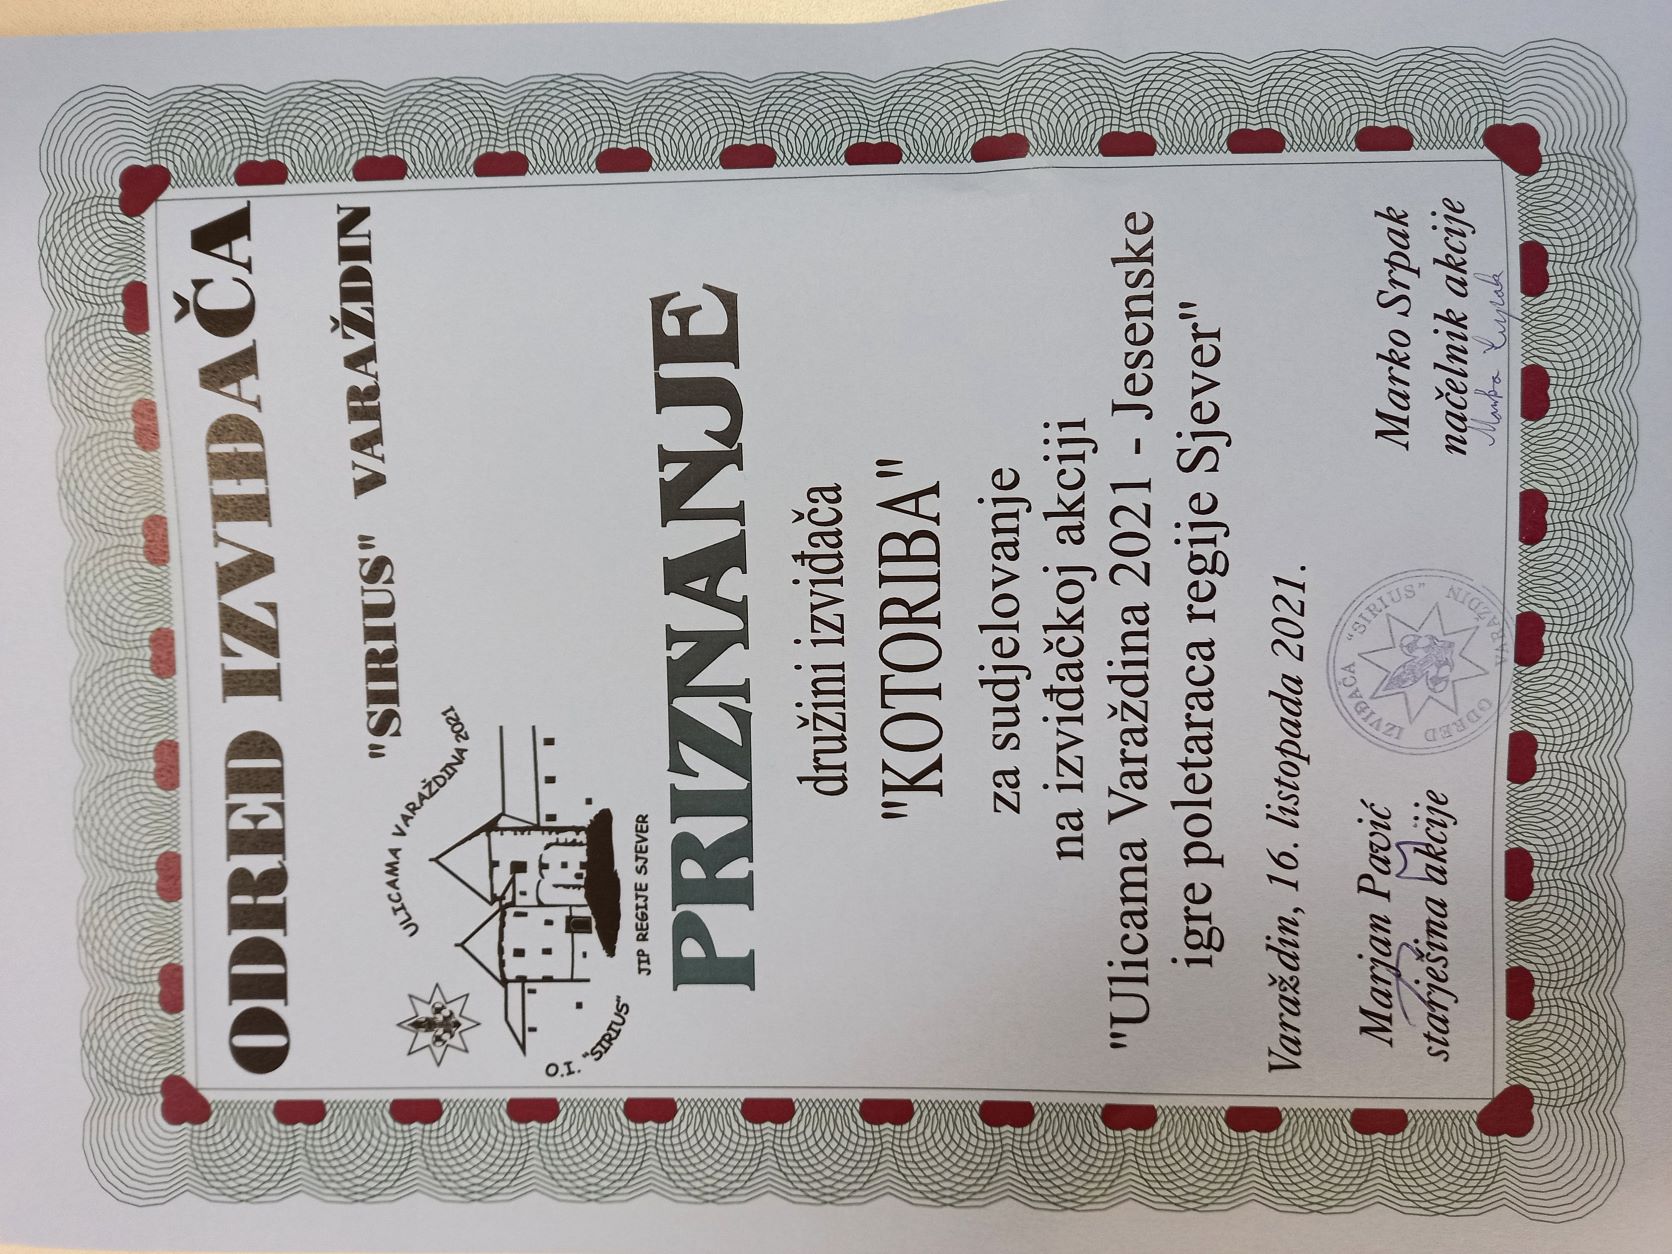 ODRED IZVIĐAČA
"SIRIUS" VARAŽDIN
ULICAMA VARAŽDINA 2021
O.I. "SIRIUS"
JIP REGIJE SJEVER
PRIZNANJE
družini izviđača
"KOTORIBA"
za sudjelovanje
na izviđačkoj akciji
"Ulicama Varaždina 2021 - Jesenske
igre poletaraca regije Sjever"
Varaždin, 16. listopada 2021.
Marjan Pavić
starješina akcije
ODRED IZVIĐAČA "SIRIUS" VARAŽDIN
Marko Srpak
načelnik akcije